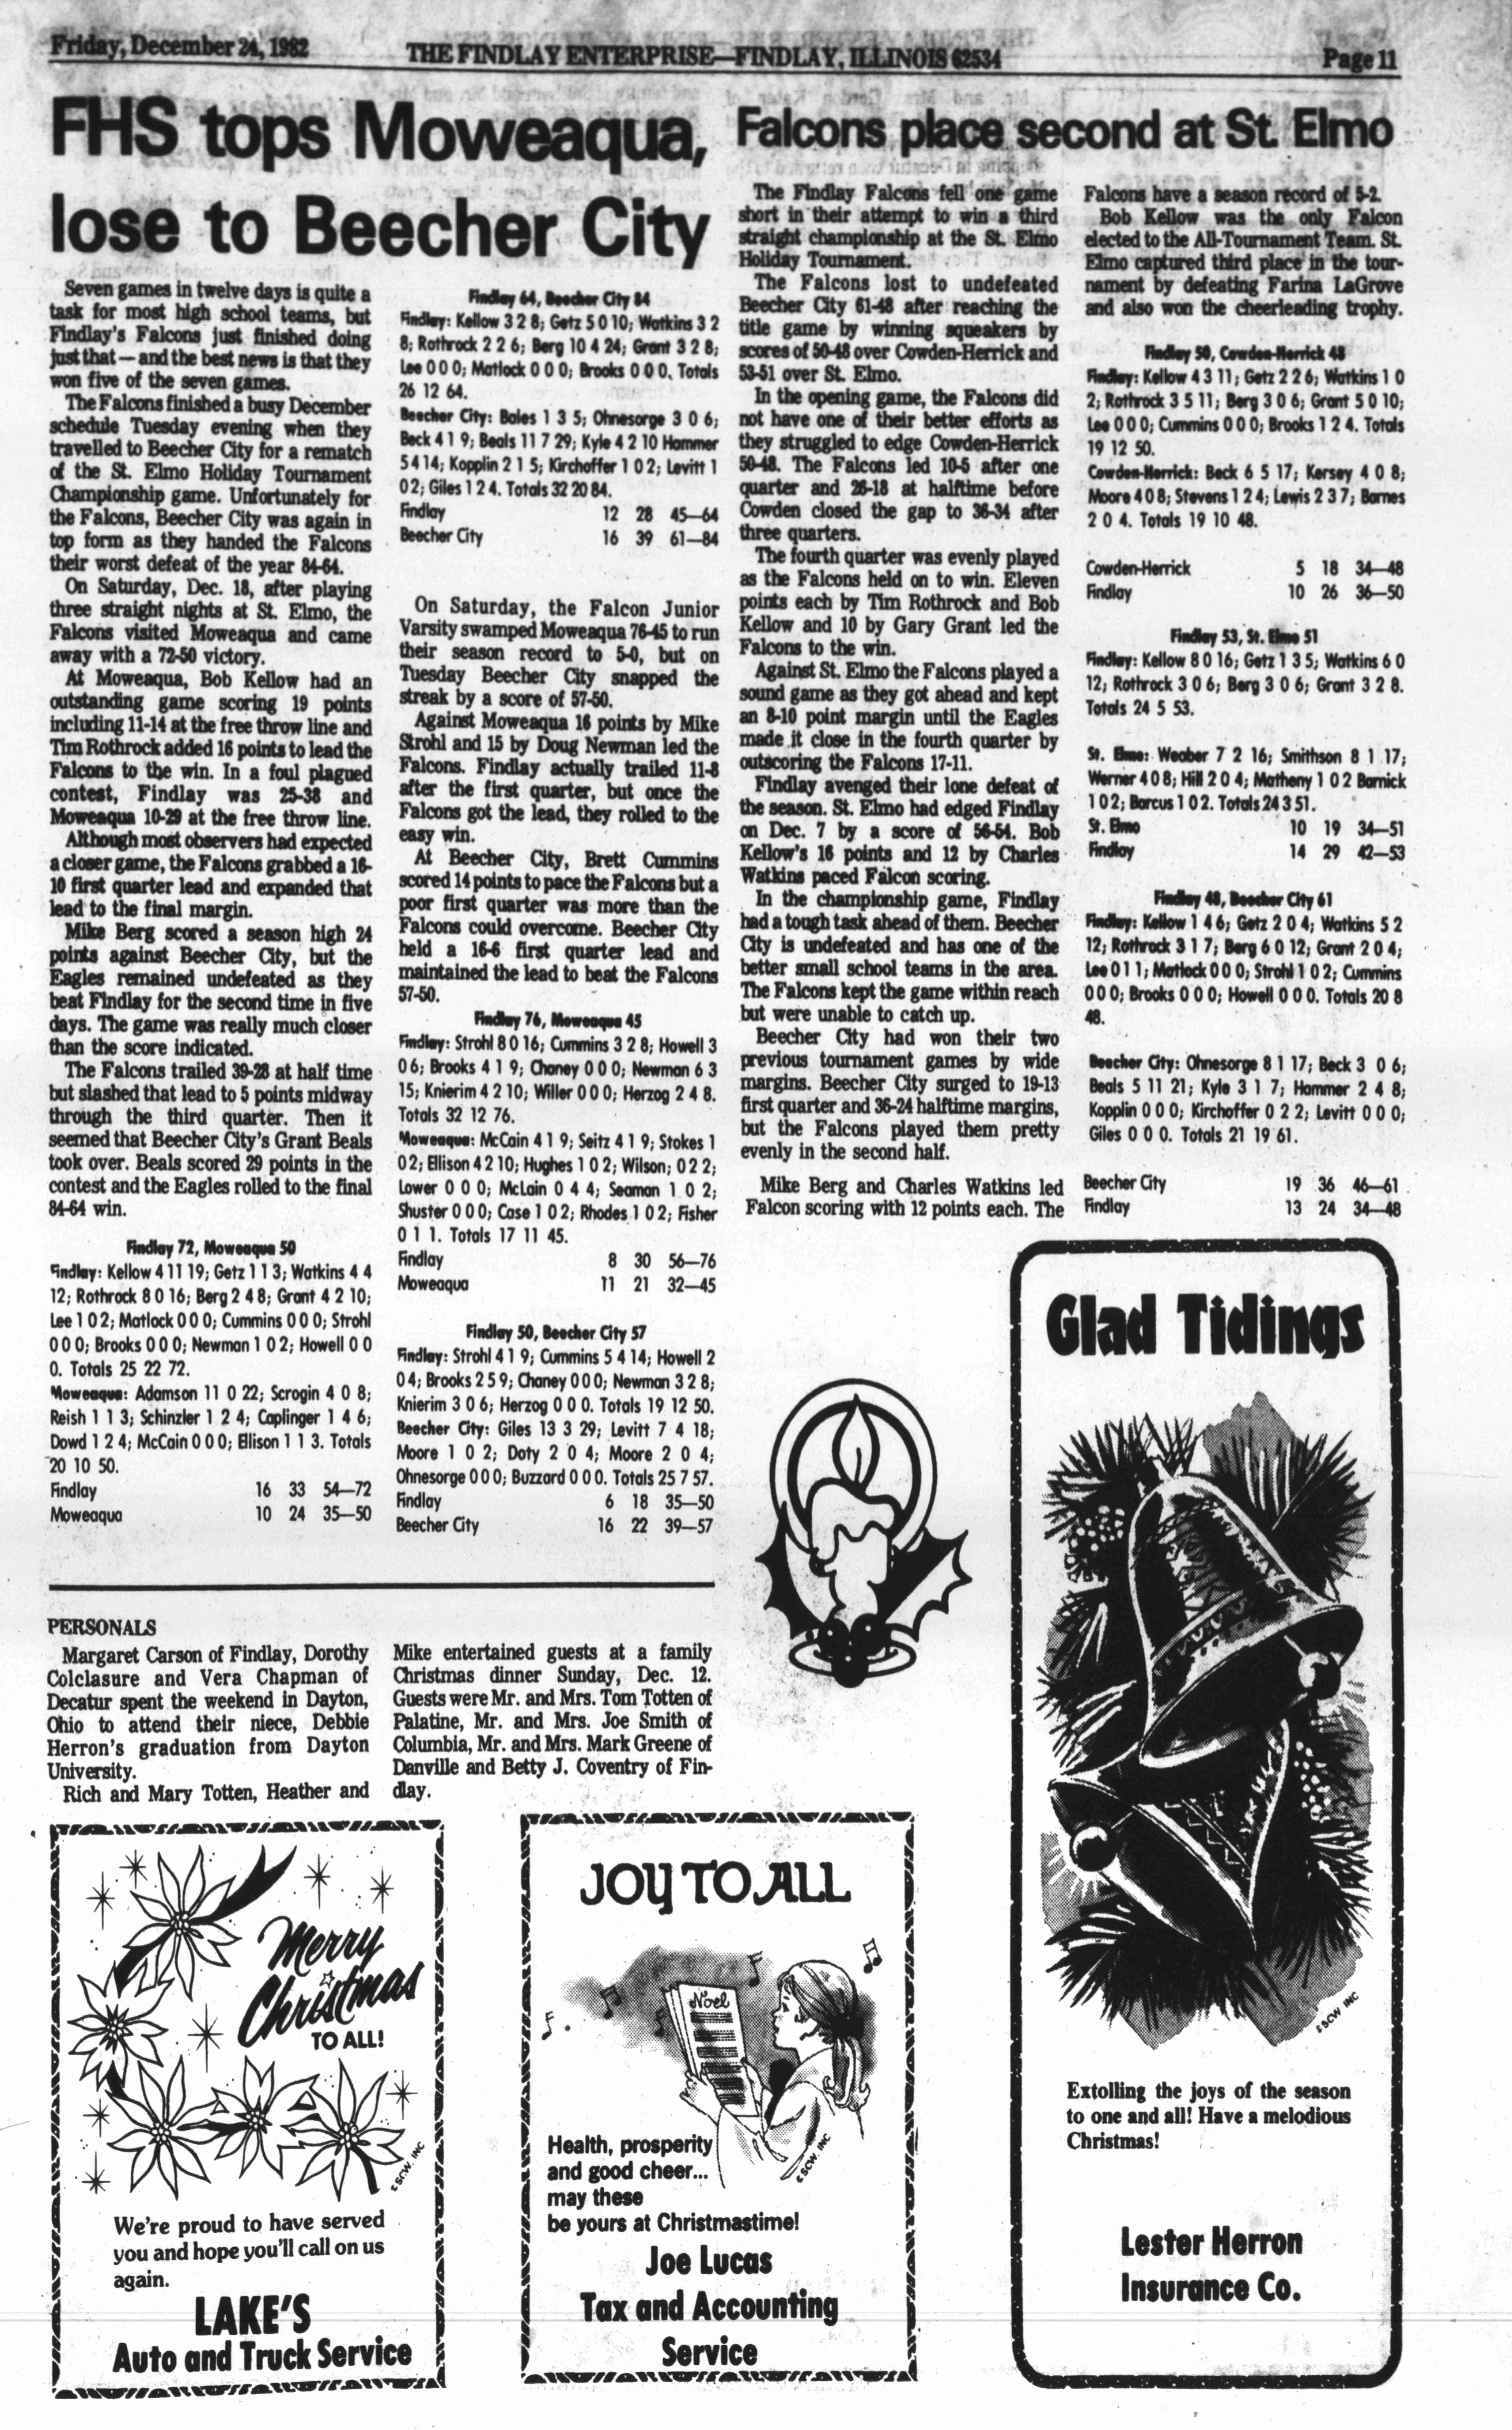 Friday, December 24, 1982
THE FINDLAY ENTERPRISE—FINDLAY, ILLINOIS 62534
Page 11
FHS tops Moweaqua,
lose to Beecher City
Seven games in twelve days is quite a
task for most high school teams, but
Findlay's Falcons just finished doing
just that — and the best news is that they
won five of the seven games.
The Falcons finished a busy December
schedule Tuesday evening when they
travelled to Beecher City for a rematch
of the St. Elmo Holiday Tournament
Championship game. Unfortunately for
the Falcons, Beecher City was again in
top form as they handed the Falcons
their worst defeat of the year 84-64.
On Saturday, Dec. 18, after playing
three straight nights at St. Elmo, the
Falcons visited Moweaqua and came
away with a 72-50 victory.
At Moweaqua, Bob Kellow had an
outstanding game scoring 19 points
including 11-14 at the free throw line and
Tim Rothrock added 16 points to lead the
Falcons to the win. In a foul plagued
contest, Findlay was 25-38 and
Moweaqua 10-29 at the free throw line.
Although most observers had expected
a closer game, the Falcons grabbed a 16-
10 first quarter lead and expanded that
lead to the final margin.
Mike Berg scored a season high 24
points against Beecher City, but the
Eagles remained undefeated as they
beat Findlay for the second time in five
days. The game was really much closer
than the score indicated.
The Falcons trailed 39-28 at half time
but slashed that lead to 5 points midway
through the third quarter. Then it
seemed that Beecher City's Grant Beals
took over. Beals scored 29 points in the
contest and the Eagles rolled to the final
84-64 win.
Findlay 72, Moweaqua 50
Findlay: Kellow 4 11 19; Getz 1 1 3; Watkins 4 4
12; Rothrock 8 0 16; Berg 2 4 8; Grant 4 2 10;
Lee 1 0 2; Matlock 0 0 0; Cummins 0 0 0; Strohl
0 0 0; Brooks 0 0 0; Newman 1 0 2; Howell 0 0
0. Totals 25 22 72.
Moweaqua: Adamson 11 0 22; Scrogin 4 0 8;
Reish 1 1 3; Schinzler 1 2 4; Caplinger 1 4 6;
Dowd 1 2 4; McCain 0 0 0; Ellison 1 1 3. Totals
20 10 50.
Findlay 16 33 54—72
Moweaqua 10 24 35—50
Findlay 64, Beecher City 84
Findlay: Kellow 3 2 8; Getz 5 0 10; Watkins 3 2
8; Rothrock 2 2 6; Berg 10 4 24; Grant 3 2 8;
Lee 0 0 0; Matlock 0 0 0; Brooks 0 0 0. Totals
26 12 64.
Beecher City: Bales 1 3 5; Ohnesorge 3 0 6;
Beck 4 1 9; Beals 11 7 29; Kyle 4 2 10 Hammer
5 4 14; Kopplin 2 1 5; Kirchoffer 1 0 2; Levitt 1
0 2; Giles 1 2 4. Totals 32 20 84.
Findlay 12 28 45—64
Beecher City 16 39 61—84
On Saturday, the Falcon Junior
Varsity swamped Moweaqua 76-45 to run
their season record to 5-0, but on
Tuesday Beecher City snapped the
streak by a score of 57-50.
Against Moweaqua 16 points by Mike
Strohl and 15 by Doug Newman led the
Falcons. Findlay actually trailed 11-8
after the first quarter, but once the
Falcons got the lead, they rolled to the
easy win.
At Beecher City, Brett Cummins
scored 14 points to pace the Falcons but a
poor first quarter was more than the
Falcons could overcome. Beecher City
held a 16-6 first quarter lead and
maintained the lead to beat the Falcons
57-50.
Findlay 76, Moweaqua 45
Findlay: Strohl 8 0 16; Cummins 3 2 8; Howell 3
0 6; Brooks 4 1 9; Chaney 0 0 0; Newman 6 3
15; Knierim 4 2 10; Willer 0 0 0; Herzog 2 4 8.
Totals 32 12 76.
Moweaqua: McCain 4 1 9; Seitz 4 1 9; Stokes 1
0 2; Ellison 4 2 10; Hughes 1 0 2; Wilson; 0 2 2;
Lower 0 0 0; McLain 0 4 4; Seaman 1 0 2;
Shuster 0 0 0; Case 1 0 2; Rhodes 1 0 2; Fisher
0 1 1. Totals 17 11 45.
Findlay 8 30 56—76
Moweaqua 11 21 32—45
Findlay 50, Beecher City 57
Findlay: Strohl 4 1 9; Cummins 5 4 14; Howell 2
0 4; Brooks 2 5 9; Chaney 0 0 0; Newman 3 2 8;
Knierim 3 0 6; Herzog 0 0 0. Totals 19 12 50.
Beecher City: Giles 13 3 29; Levitt 7 4 18;
Moore 1 0 2; Doty 2 0 4; Moore 2 0 4;
Ohnesorge 0 0 0; Buzzard 0 0 0. Totals 25 7 57.
Findlay 6 18 35—50
Beecher City 16 22 39—57
Falcons place second at St. Elmo
The Findlay Falcons fell one game
short in their attempt to win a third
straight championship at the St. Elmo
Holiday Tournament.
The Falcons lost to undefeated
Beecher City 61-48 after reaching the
title game by winning squeakers by
scores of 50-48 over Cowden-Herrick and
53-51 over St. Elmo.
In the opening game, the Falcons did
not have one of their better efforts as
they struggled to edge Cowden-Herrick
50-48. The Falcons led 10-5 after one
quarter and 26-18 at halftime before
Cowden closed the gap to 36-34 after
three quarters.
The fourth quarter was evenly played
as the Falcons held on to win. Eleven
points each by Tim Rothrock and Bob
Kellow and 10 by Gary Grant led the
Falcons to the win.
Against St. Elmo the Falcons played a
sound game as they got ahead and kept
an 8-10 point margin until the Eagles
made it close in the fourth quarter by
outscoring the Falcons 17-11.
Findlay avenged their lone defeat of
the season. St. Elmo had edged Findlay
on Dec. 7 by a score of 56-54. Bob
Kellow's 16 points and 12 by Charles
Watkins paced Falcon scoring.
In the championship game, Findlay
had a tough task ahead of them. Beecher
City is undefeated and has one of the
better small school teams in the area.
The Falcons kept the game within reach
but were unable to catch up.
Beecher City had won their two
previous tournament games by wide
margins. Beecher City surged to 19-13
first quarter and 36-24 halftime margins,
but the Falcons played them pretty
evenly in the second half.
Mike Berg and Charles Watkins led
Falcon scoring with 12 points each. The
Falcons have a season record of 5-2.
Bob Kellow was the only Falcon
elected to the All-Tournament Team. St.
Elmo captured third place in the tour-
nament by defeating Farina LaGrove
and also won the cheerleading trophy.
Findlay 50, Cowden-Herrick 48
Findlay: Kellow 4 3 11; Getz 2 2 6; Watkins 1 0
2; Rothrock 3 5 11; Berg 3 0 6; Grant 5 0 10;
Lee 0 0 0; Cummins 0 0 0; Brooks 1 2 4. Totals
19 12 50.
Cowden-Herrick: Beck 6 5 17; Kersey 4 0 8;
Moore 4 0 8; Stevens 1 2 4; Lewis 2 3 7; Barnes
2 0 4. Totals 19 10 48.
Cowden-Herrick 5 18 34—48
Findlay 10 26 36—50
Findlay 53, St. Elmo 51
Findlay: Kellow 8 0 16; Getz 1 3 5; Watkins 6 0
12; Rothrock 3 0 6; Berg 3 0 6; Grant 3 2 8.
Totals 24 5 53.
St. Elmo: Weaber 7 2 16; Smithson 8 1 17;
Werner 4 0 8; Hill 2 0 4; Matheny 1 0 2 Barnick
1 0 2; Barcus 1 0 2. Totals 24 3 51.
St. Elmo 10 19 34—51
Findlay 14 29 42—53
Findlay 48, Beecher City 61
Findlay: Kellow 1 4 6; Getz 2 0 4; Watkins 5 2
12; Rothrock 3 1 7; Berg 6 0 12; Grant 2 0 4;
Lee 0 1 1; Matlock 0 0 0; Strohl 1 0 2; Cummins
0 0 0; Brooks 0 0 0; Howell 0 0 0. Totals 20 8
48.
Beecher City: Ohnesorge 8 1 17; Beck 3 0 6;
Beals 5 11 21; Kyle 3 1 7; Hammer 2 4 8;
Kopplin 0 0 0; Kirchoffer 0 2 2; Levitt 0 0 0;
Giles 0 0 0. Totals 21 19 61.
Beecher City 19 36 46—61
Findlay 13 24 34—48
PERSONALS
Margaret Carson of Findlay, Dorothy
Colclasure and Vera Chapman of
Decatur spent the weekend in Dayton,
Ohio to attend their niece, Debbie
Herron's graduation from Dayton
University.
Rich and Mary Totten, Heather and
Mike entertained guests at a family
Christmas dinner Sunday, Dec. 12.
Guests were Mr. and Mrs. Tom Totten of
Palatine, Mr. and Mrs. Joe Smith of
Columbia, Mr. and Mrs. Mark Greene of
Danville and Betty J. Coventry of Fin-
dlay.
Merry
Christmas
TO ALL!
©SCW, INC
We're proud to have served
you and hope you'll call on us
again.
LAKE'S
Auto and Truck Service
JOY TO ALL
Noel
©SCW, INC
Health, prosperity
and good cheer...
may these
be yours at Christmastime!
Joe Lucas
Tax and Accounting
Service
Glad Tidings
©SCW INC
Extolling the joys of the season
to one and all! Have a melodious
Christmas!
Lester Herron
Insurance Co.